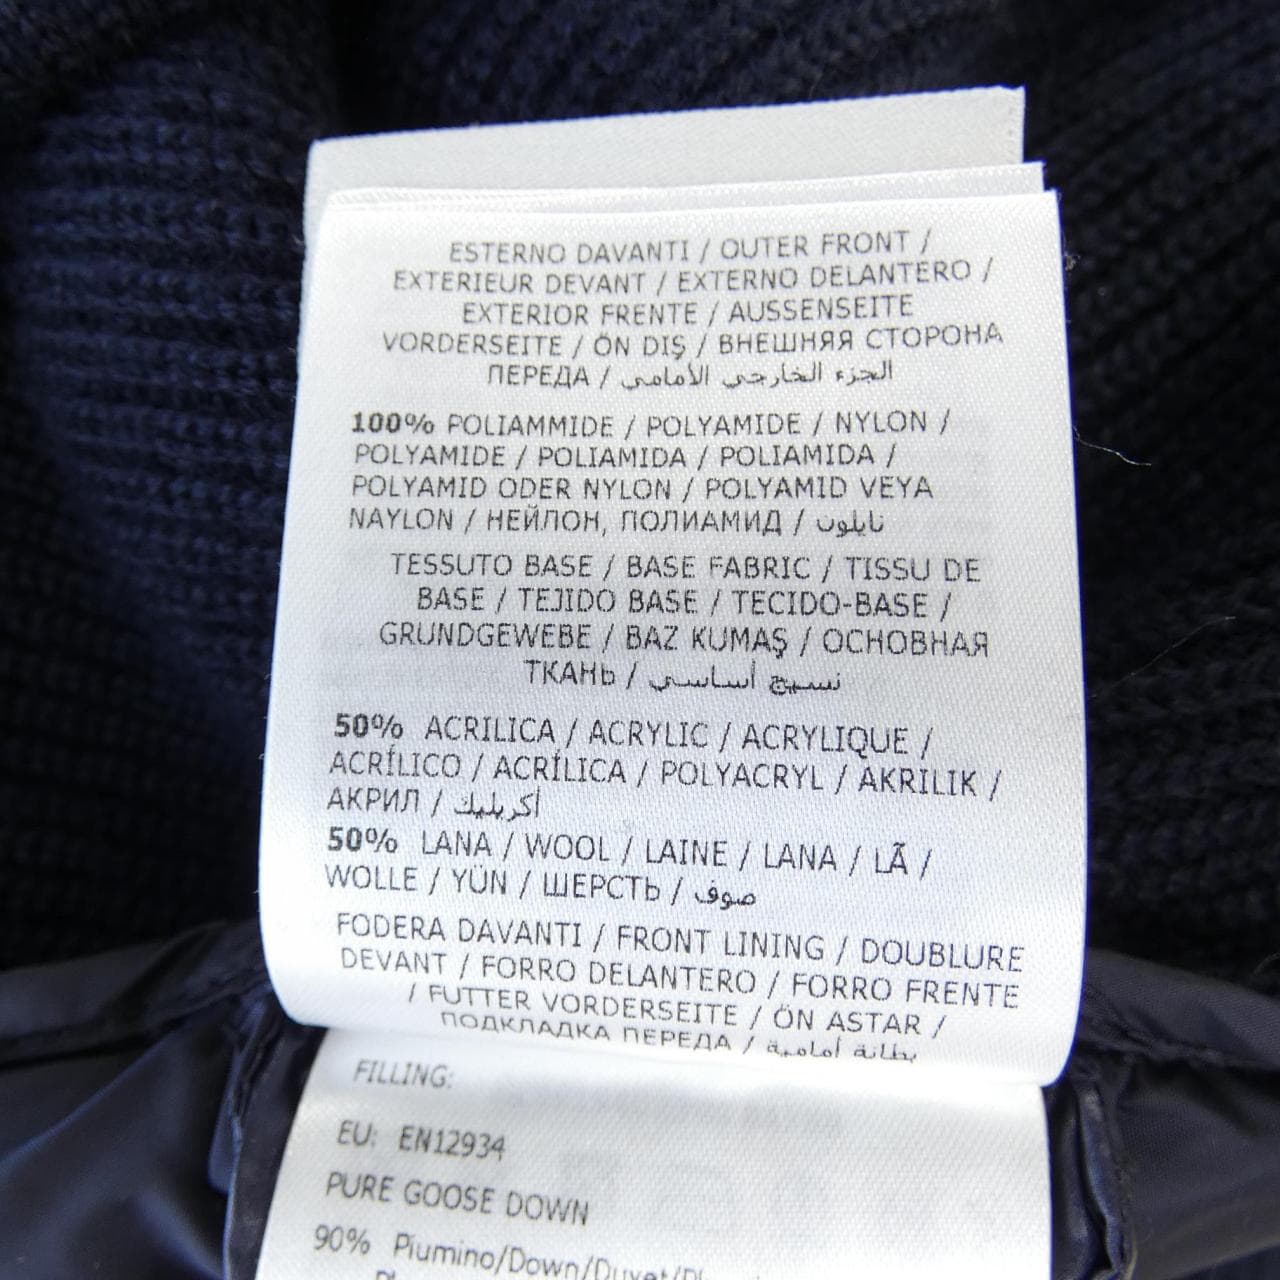 ESTERNO DAVANTI / OUTER FRONT /
EXTERIEUR DEVANT / EXTERNO DELANTERO /
EXTERIOR FRENTE / AUSSENSEITE
VORDERSEITE / ÖN DIŞ / ВНЕШНЯЯ СТОРОНА
ПЕРЕДА / الجزء الخارجي الأمامي
100% POLIAMMIDE / POLYAMIDE / NYLON /
POLYAMIDE / POLIAMIDA / POLIAMIDA /
POLYAMID ODER NYLON / POLYAMID VEYA
NAYLON / НЕЙЛОН, ПОЛИАМИД / نايلون
TESSUTO BASE / BASE FABRIC / TISSU DE
BASE / TEJIDO BASE / TECIDO-BASE /
GRUNDGEWEBE / BAZ KUMAŞ / ОСНОВНАЯ
ТКАНЬ / نسيج أساسي
50% ACRILICA / ACRYLIC / ACRYLIQUE /
ACRÍLICO / ACRÍLICA / POLYACRYL / AKRILIK /
АКРИЛ / أكريليك
50% LANA / WOOL / LAINE / LANA / LÃ /
WOLLE / YÜN / ШЕРСТЬ / صوف
FODERA DAVANTI / FRONT LINING / DOUBLURE
DEVANT / FORRO DELANTERO / FORRO FRENTE
/ FUTTER VORDERSEITE / ÖN ASTAR /
ПОДКЛАДКА ПЕРЕДА / بطانة أمامية
FILLING:
EU: EN12934
PURE GOOSE DOWN
90% Piumino/Down/Duvet/